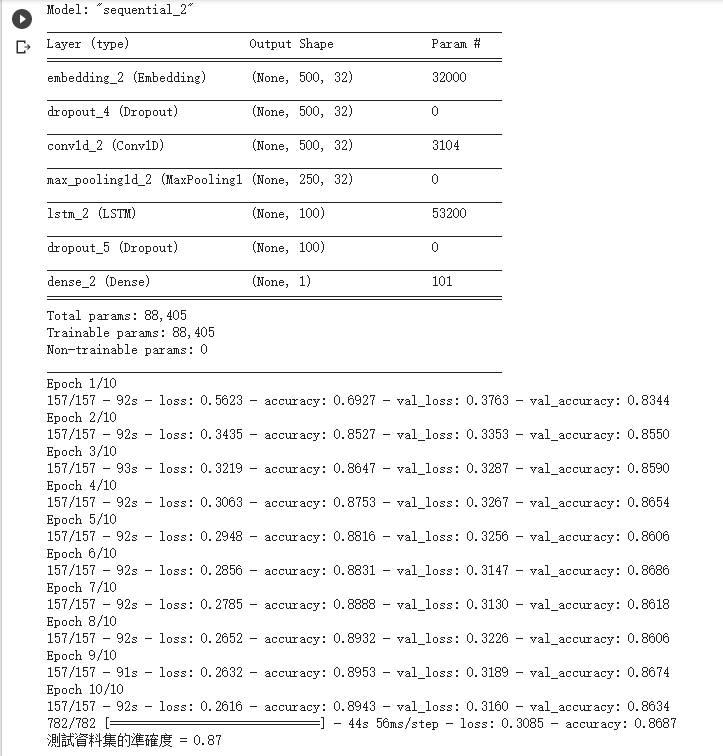 Model: "sequential_2"
Layer (type) Output Shape Param #
embedding_2 (Embedding) (None, 500, 32) 32000
dropout_4 (Dropout) (None, 500, 32) 0
conv1d_2 (Conv1D) (None, 500, 32) 3104
max_pooling1d_2 (MaxPooling1 (None, 250, 32) 0
lstm_2 (LSTM) (None, 100) 53200
dropout_5 (Dropout) (None, 100) 0
dense_2 (Dense) (None, 1) 101
Total params: 88,405
Trainable params: 88,405
Non-trainable params: 0
Epoch 1/10
157/157 - 92s - loss: 0.5623 - accuracy: 0.6927 - val_loss: 0.3763 - val_accuracy: 0.8344
Epoch 2/10
157/157 - 92s - loss: 0.3435 - accuracy: 0.8527 - val_loss: 0.3353 - val_accuracy: 0.8550
Epoch 3/10
157/157 - 93s - loss: 0.3219 - accuracy: 0.8647 - val_loss: 0.3287 - val_accuracy: 0.8590
Epoch 4/10
157/157 - 92s - loss: 0.3063 - accuracy: 0.8753 - val_loss: 0.3267 - val_accuracy: 0.8654
Epoch 5/10
157/157 - 92s - loss: 0.2948 - accuracy: 0.8816 - val_loss: 0.3256 - val_accuracy: 0.8606
Epoch 6/10
157/157 - 92s - loss: 0.2856 - accuracy: 0.8831 - val_loss: 0.3147 - val_accuracy: 0.8686
Epoch 7/10
157/157 - 92s - loss: 0.2785 - accuracy: 0.8888 - val_loss: 0.3130 - val_accuracy: 0.8618
Epoch 8/10
157/157 - 92s - loss: 0.2652 - accuracy: 0.8932 - val_loss: 0.3226 - val_accuracy: 0.8606
Epoch 9/10
157/157 - 91s - loss: 0.2632 - accuracy: 0.8953 - val_loss: 0.3189 - val_accuracy: 0.8674
Epoch 10/10
157/157 - 92s - loss: 0.2616 - accuracy: 0.8943 - val_loss: 0.3160 - val_accuracy: 0.8634
782/782 [==============================] - 44s 56ms/step - loss: 0.3085 - accuracy: 0.8687
測試資料集的準確度 = 0.87